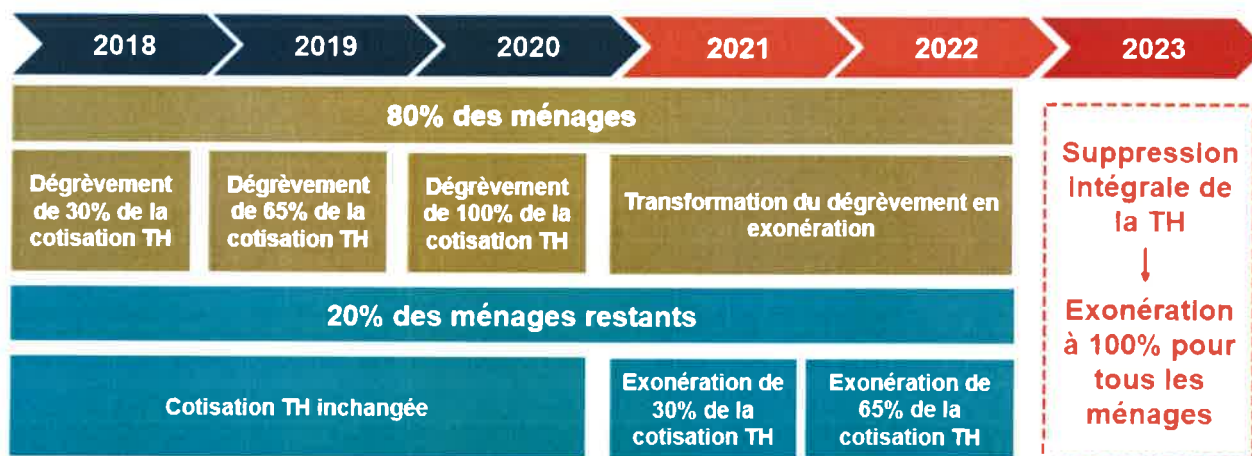 2018
2019
2020
2021
2022
2023
80% des ménages
Dégrèvement
de 30% de la
cotisation TH
Dégrèvement
de 65% de la
cotisation TH
Dégrèvement
de 100% de la
cotisation TH
Transformation du dégrèvement en
exonération
20% des ménages restants
Cotisation TH inchangée
Exonération de
30% de la
cotisation TH
Exonération de
65% de la
cotisation TH
Suppression
intégrale de
la TH
↓
Exonération
à 100% pour
tous les
ménages